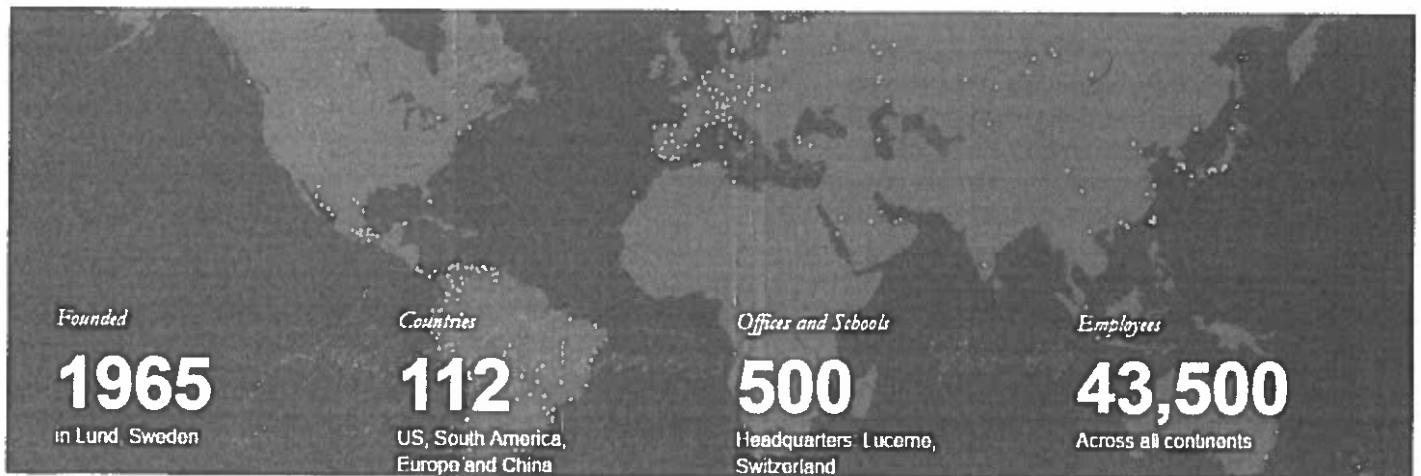 Founded
1965
in Lund, Sweden
Countries
112
US, South America,
Europe and China
Offices and Schools
500
Headquarters: Lucerne,
Switzerland
Employees
43,500
Across all continents